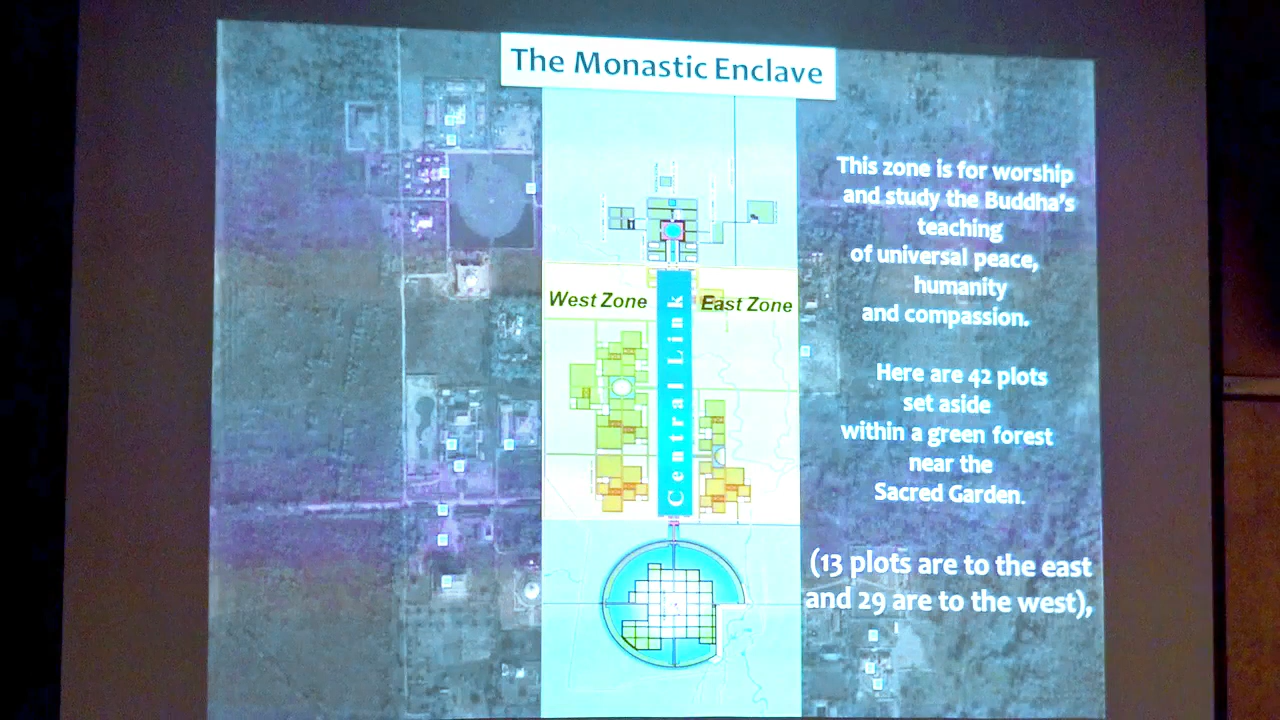 The Monastic Enclave
West Zone
East Zone
Central Link
This zone is for worship
and study the Buddha's
teaching
of universal peace,
humanity
and compassion.
Here are 42 plots
set aside
within a green forest
near the
Sacred Garden.
(13 plots are to the east
and 29 are to the west),